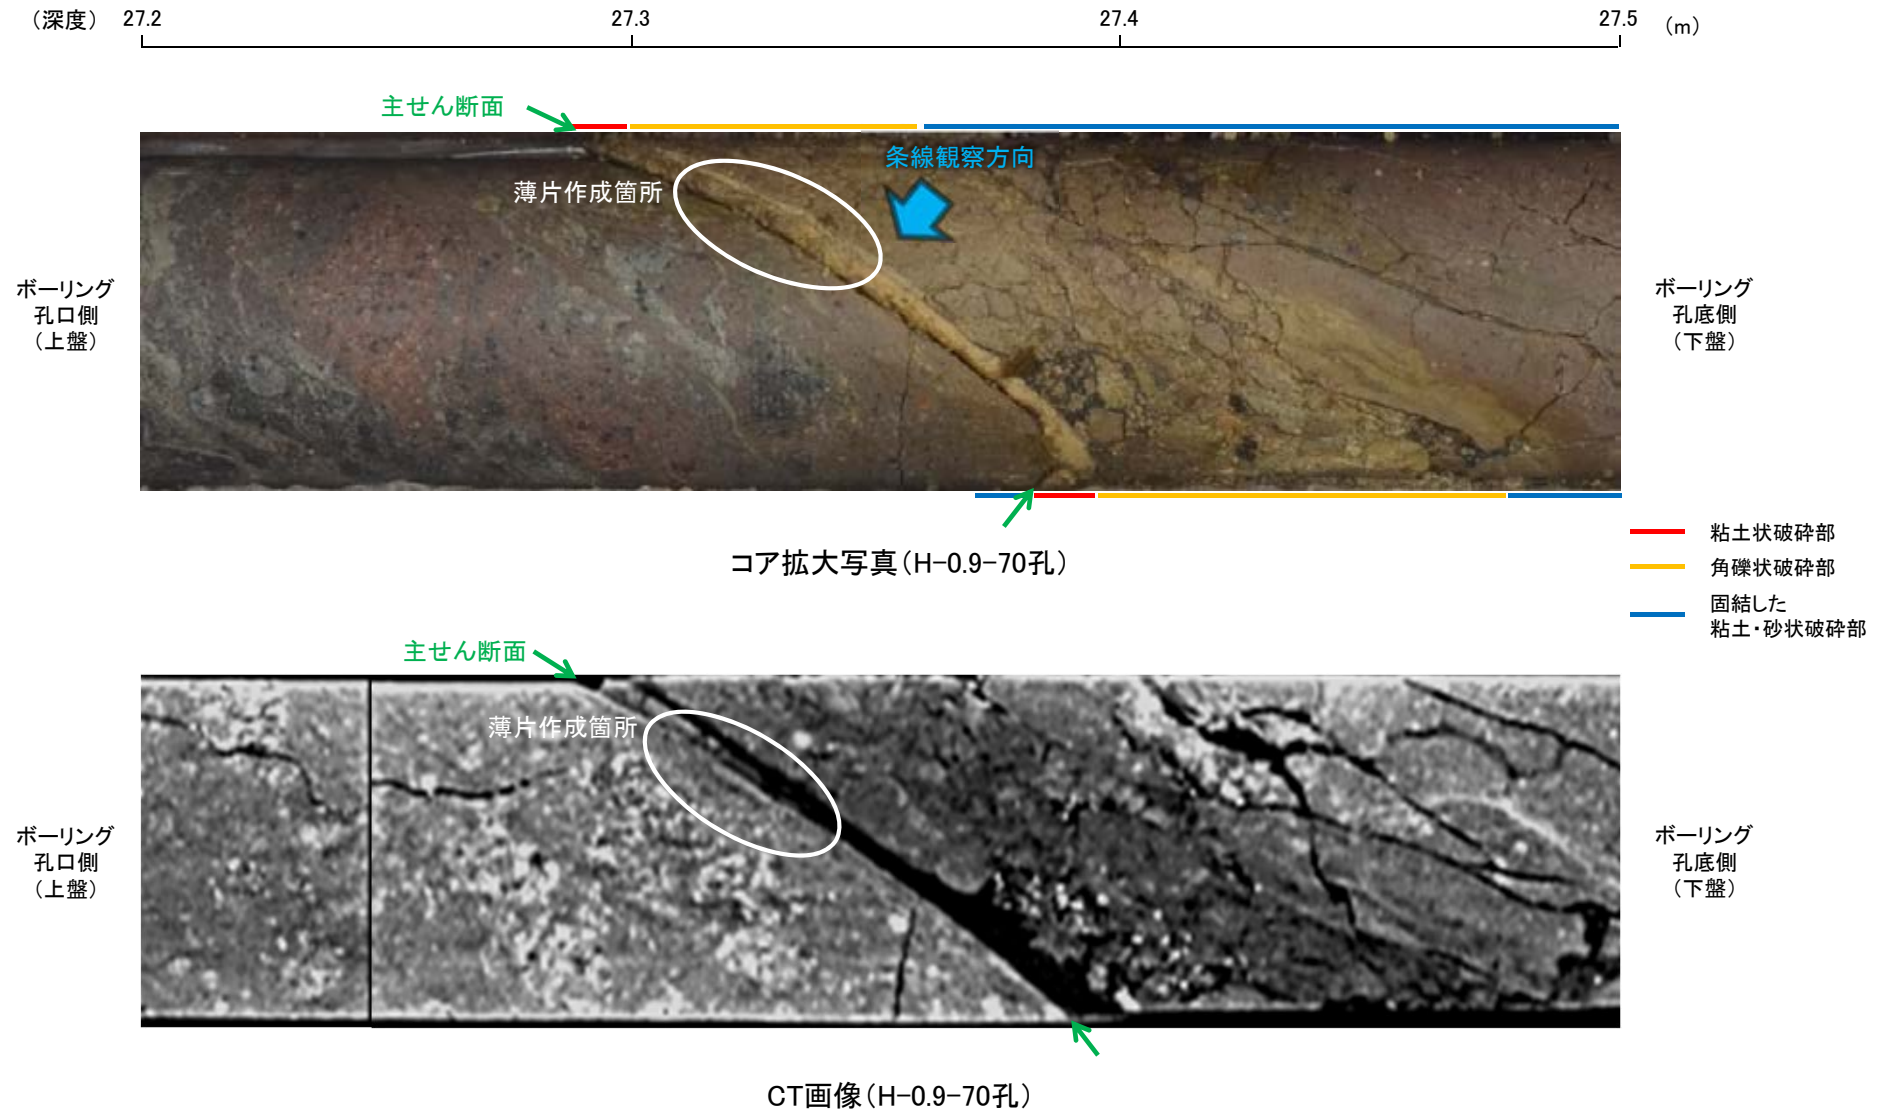 （深度） 27.2 27.3 27.4 27.5 （m）
主せん断面
条線観察方向
薄片作成箇所
ボーリング
孔口側
（上盤）
ボーリング
孔底側
（下盤）
コア拡大写真（H-0.9-70孔）
粘土状破砕部
角礫状破砕部
固結した
粘土・砂状破砕部
主せん断面
薄片作成箇所
ボーリング
孔口側
（上盤）
ボーリング
孔底側
（下盤）
CT画像（H-0.9-70孔）